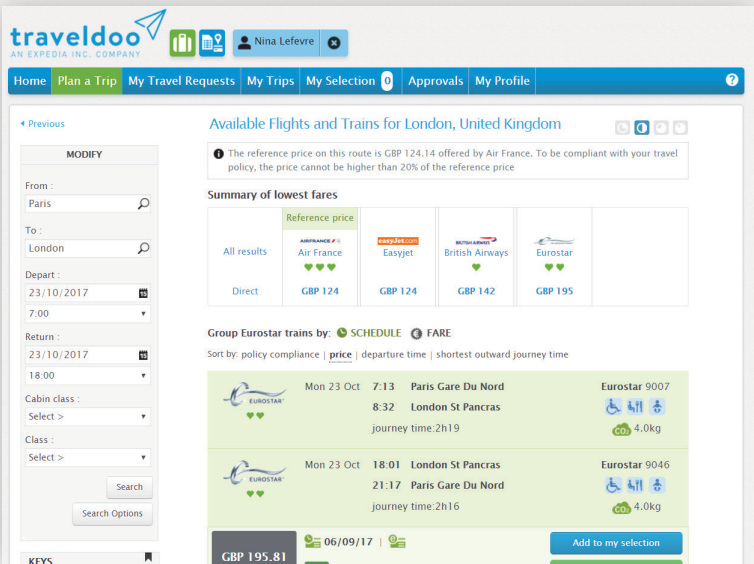 traveldoo
AN EXPEDIA INC. COMPANY
Nina Lefevre
Home Plan a Trip My Travel Requests My Trips My Selection 0 Approvals My Profile ?
Previous
Available Flights and Trains for London, United Kingdom
MODIFY
The reference price on this route is GBP 124.14 offered by Air France. To be compliant with your travel
policy, the price cannot be higher than 20% of the reference price
From :
Paris
To :
London
Depart :
23/10/2017
15
7:00
Return :
23/10/2017
15
18:00
Cabin class :
Select >
Class :
Select >
Search
Search Options
KEYS
Summary of lowest fares
Reference price
AIRFRANCE easyJet.com BRITISH AIRWAYS
All results Air France Easyjet British Airways Eurostar
Direct GBP 124 GBP 124 GBP 142 GBP 195
Group Eurostar trains by: SCHEDULE € FARE
Sort by: policy compliance | price | departure time | shortest outward journey time
EUROSTAR
Mon 23 Oct 7:13 Paris Gare Du Nord Eurostar 9007
8:32 London St Pancras
journey time:2h19 CO2 4.0kg
EUROSTAR
Mon 23 Oct 18:01 London St Pancras Eurostar 9046
21:17 Paris Gare Du Nord
journey time:2h16 CO2 4.0kg
GBP 195.81
06/09/17 |
Add to my selection